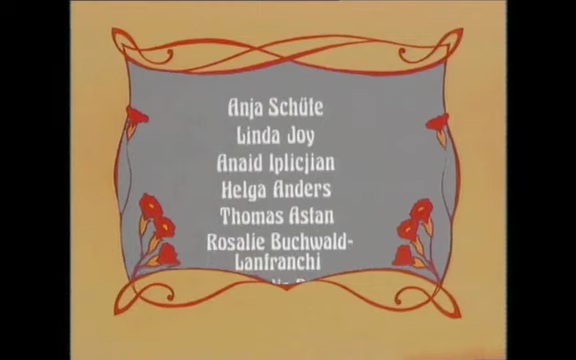 Anja Schüte
Linda Joy
Anaid Iplicjian
Helga Anders
Thomas Astan
Rosalie Buchwald-
Lanfranchi